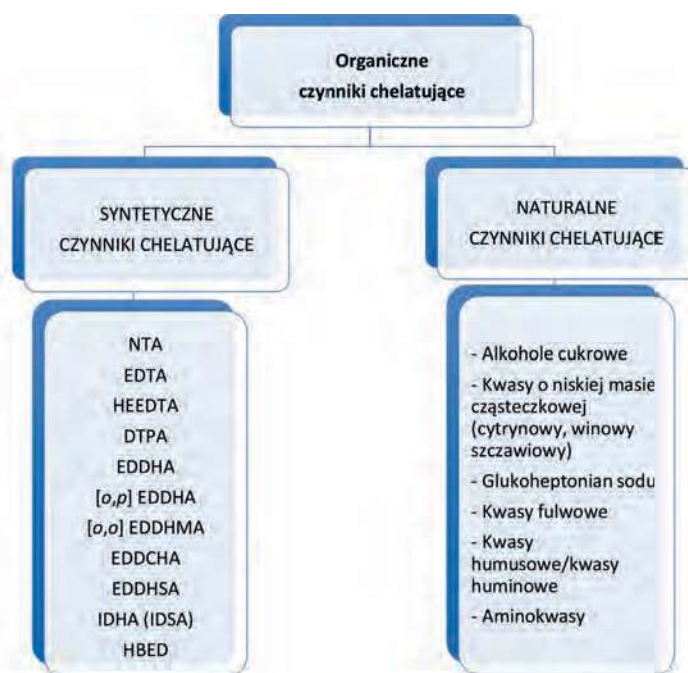 Organiczne
czynniki chelatujące
SYNTETYCZNE
CZYNNIKI CHELATUJĄCE
NATURALNE
CZYNNIKI CHELATUJĄCE
NTA
EDTA
HEEDTA
DTPA
EDDHA
[o,p] EDDHA
[o,o] EDDHMA
EDDCHA
EDDHSA
IDHA (IDSA)
HBED
- Alkohole cukrowe
- Kwasy o niskiej masie
cząsteczkowej
(cytrynowy, winowy
szczawiowy)
- Glukoheptonian sodu
- Kwasy fulwowe
- Kwasy
humusowe/kwasy
huminowe
- Aminokwasy